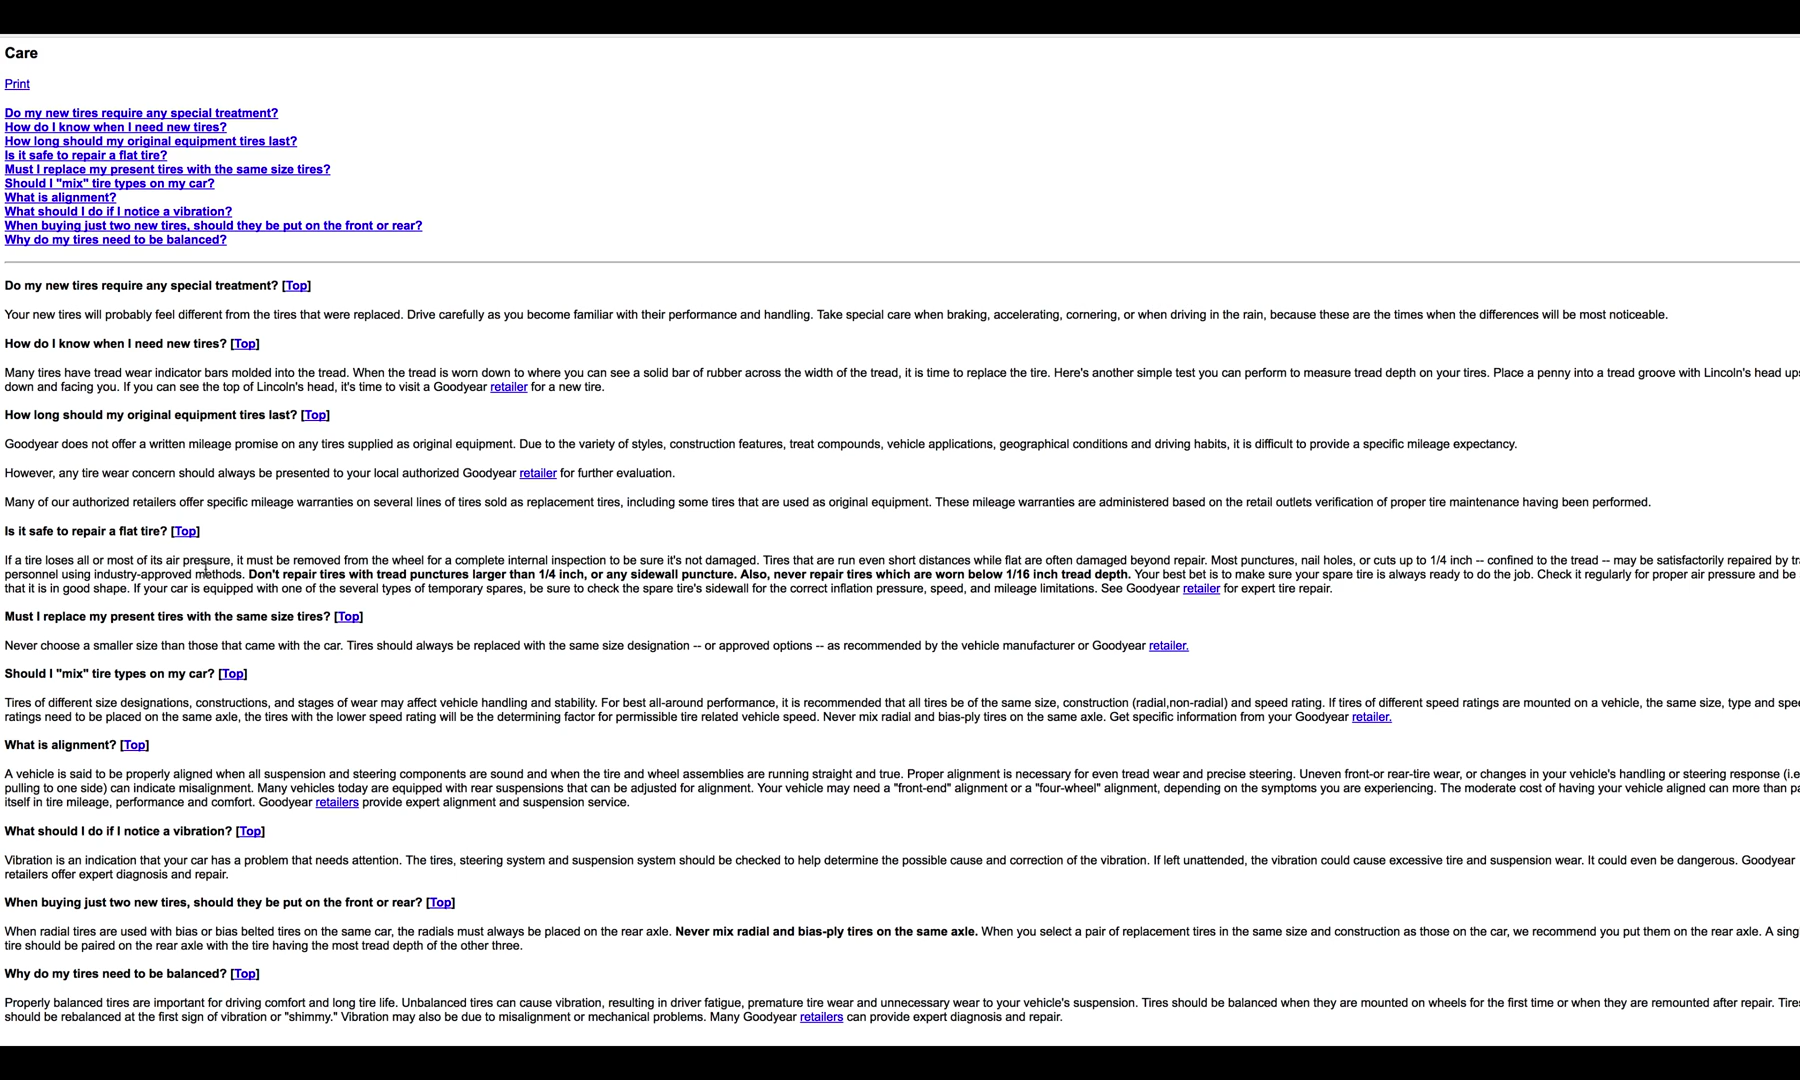 Care
Print
Do my new tires require any special treatment?
How do I know when I need new tires?
How long should my original equipment tires last?
Is it safe to repair a flat tire?
Must I replace my present tires with the same size tires?
Should I "mix" tire types on my car?
What is alignment?
What should I do if I notice a vibration?
When buying just two new tires, should they be put on the front or rear?
Why do my tires need to be balanced?
Do my new tires require any special treatment? [Top]
Your new tires will probably feel different from the tires that were replaced. Drive carefully as you become familiar with their performance and handling. Take special care when braking, accelerating, cornering, or when driving in the rain, because these are the times when the differences will be most noticeable.
How do I know when I need new tires? [Top]
Many tires have tread wear indicator bars molded into the tread. When the tread is worn down to where you can see a solid bar of rubber across the width of the tread, it is time to replace the tire. Here's another simple test you can perform to measure tread depth on your tires. Place a penny into a tread groove with Lincoln's head ups
down and facing you. If you can see the top of Lincoln's head, it's time to visit a Goodyear retailer for a new tire.
How long should my original equipment tires last? [Top]
Goodyear does not offer a written mileage promise on any tires supplied as original equipment. Due to the variety of styles, construction features, treat compounds, vehicle applications, geographical conditions and driving habits, it is difficult to provide a specific mileage expectancy.
However, any tire wear concern should always be presented to your local authorized Goodyear retailer for further evaluation.
Many of our authorized retailers offer specific mileage warranties on several lines of tires sold as replacement tires, including some tires that are used as original equipment. These mileage warranties are administered based on the retail outlets verification of proper tire maintenance having been performed.
Is it safe to repair a flat tire? [Top]
If a tire loses all or most of its air pressure, it must be removed from the wheel for a complete internal inspection to be sure it's not damaged. Tires that are run even short distances while flat are often damaged beyond repair. Most punctures, nail holes, or cuts up to 1/4 inch -- confined to the tread -- may be satisfactorily repaired by tr
personnel using industry-approved methods. Don't repair tires with tread punctures larger than 1/4 inch, or any sidewall puncture. Also, never repair tires which are worn below 1/16 inch tread depth. Your best bet is to make sure your spare tire is always ready to do the job. Check it regularly for proper air pressure and be
that it is in good shape. If your car is equipped with one of the several types of temporary spares, be sure to check the spare tire's sidewall for the correct inflation pressure, speed, and mileage limitations. See Goodyear retailer for expert tire repair.
Must I replace my present tires with the same size tires? [Top]
Never choose a smaller size than those that came with the car. Tires should always be replaced with the same size designation -- or approved options -- as recommended by the vehicle manufacturer or Goodyear retailer.
Should I "mix" tire types on my car? [Top]
Tires of different size designations, constructions, and stages of wear may affect vehicle handling and stability. For best all-around performance, it is recommended that all tires be of the same size, construction (radial,non-radial) and speed rating. If tires of different speed ratings are mounted on a vehicle, the same size, type and spee
ratings need to be placed on the same axle, the tires with the lower speed rating will be the determining factor for permissible tire related vehicle speed. Never mix radial and bias-ply tires on the same axle. Get specific information from your Goodyear retailer.
What is alignment? [Top]
A vehicle is said to be properly aligned when all suspension and steering components are sound and when the tire and wheel assemblies are running straight and true. Proper alignment is necessary for even tread wear and precise steering. Uneven front-or rear-tire wear, or changes in your vehicle's handling or steering response (i.e
pulling to one side) can indicate misalignment. Many vehicles today are equipped with rear suspensions that can be adjusted for alignment. Your vehicle may need a "front-end" alignment or a "four-wheel" alignment, depending on the symptoms you are experiencing. The moderate cost of having your vehicle aligned can more than pa
itself in tire mileage, performance and comfort. Goodyear retailers provide expert alignment and suspension service.
What should I do if I notice a vibration? [Top]
Vibration is an indication that your car has a problem that needs attention. The tires, steering system and suspension system should be checked to help determine the possible cause and correction of the vibration. If left unattended, the vibration could cause excessive tire and suspension wear. It could even be dangerous. Goodyear
retailers offer expert diagnosis and repair.
When buying just two new tires, should they be put on the front or rear? [Top]
When radial tires are used with bias or bias belted tires on the same car, the radials must always be placed on the rear axle. Never mix radial and bias-ply tires on the same axle. When you select a pair of replacement tires in the same size and construction as those on the car, we recommend you put them on the rear axle. A sing
tire should be paired on the rear axle with the tire having the most tread depth of the other three.
Why do my tires need to be balanced? [Top]
Properly balanced tires are important for driving comfort and long tire life. Unbalanced tires can cause vibration, resulting in driver fatigue, premature tire wear and unnecessary wear to your vehicle's suspension. Tires should be balanced when they are mounted on wheels for the first time or when they are remounted after repair. Tire
should be rebalanced at the first sign of vibration or "shimmy." Vibration may also be due to misalignment or mechanical problems. Many Goodyear retailers can provide expert diagnosis and repair.